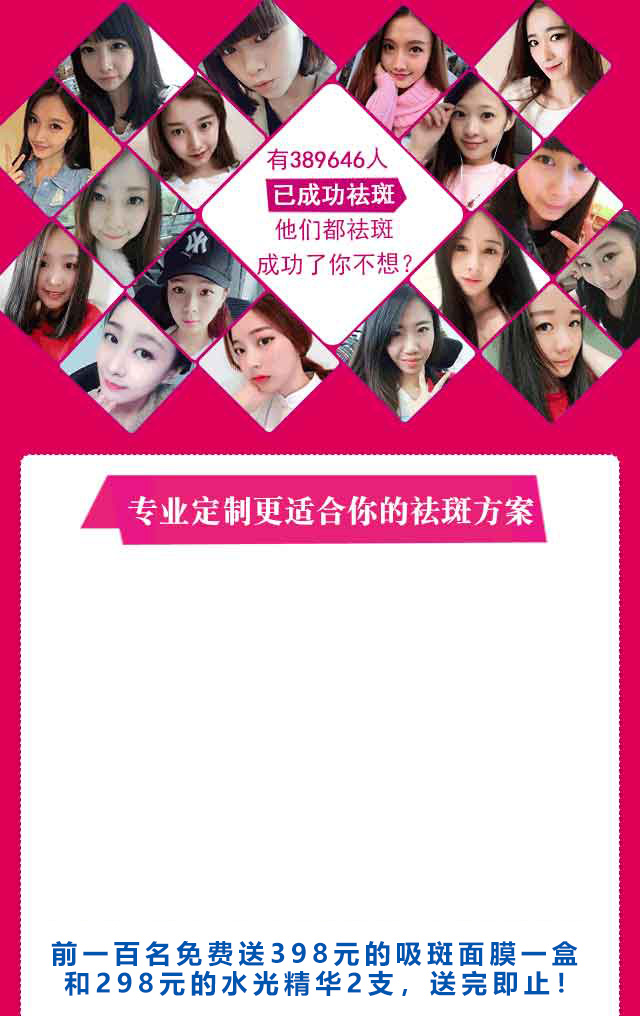 有389646人
已成功祛斑
他们都祛斑
成功了你不想？
专业定制更适合你的祛斑方案
前一百名免费送398元的吸斑面膜一盒
和298元的水光精华2支，送完即止！